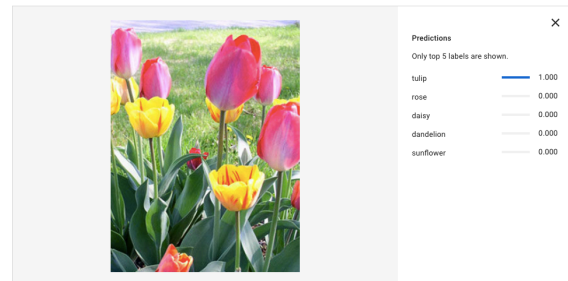 Predictions
Only top 5 labels are shown.
tulip 1.000
rose 0.000
daisy 0.000
dandelion 0.000
sunflower 0.000